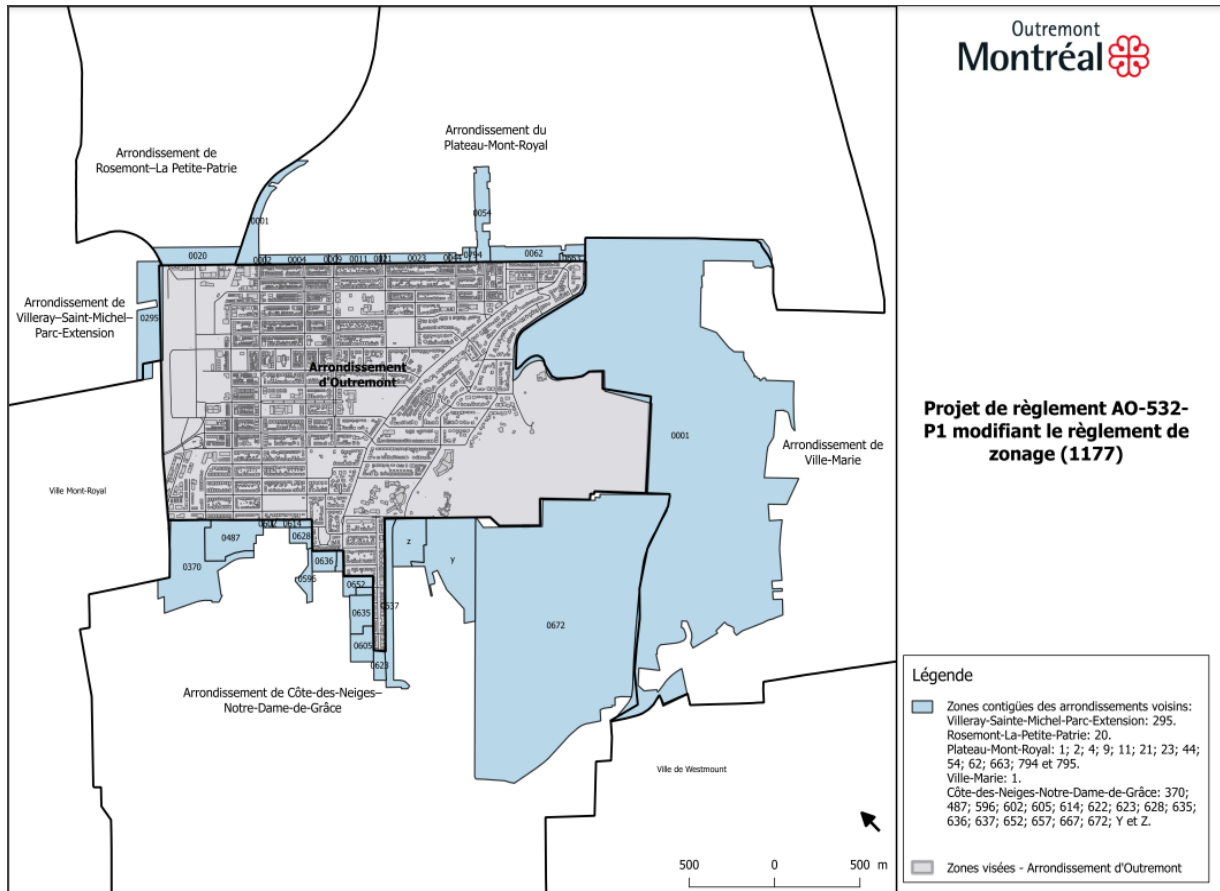 Outremont
Montréal
Arrondissement du
Plateau-Mont-Royal
Arrondissement de
Rosemont–La Petite-Patrie
0001
0054
0020
0002
0004
0009
0011
0021
0023
0044
0794
0062
Arrondissement de
Villeray–Saint-Michel–
Parc-Extension
0295
Arrondissement
d'Outremont
Projet de règlement AO-532-
P1 modifiant le règlement de
zonage (1177)
0001
Arrondissement de
Ville-Marie
Ville Mont-Royal
0602
0614
0487
0628
z
y
0370
0636
0596
0652
0637
0635
0605
0623
0672
Arrondissement de Côte-des-Neiges–
Notre-Dame-de-Grâce
Ville de Westmount
Légende
Zones contigües des arrondissements voisins:
Villeray-Sainte-Michel-Parc-Extension: 295.
Rosemont-La-Petite-Patrie: 20.
Plateau-Mont-Royal: 1; 2; 4; 9; 11; 21; 23; 44;
54; 62; 663; 794 et 795.
Ville-Marie: 1.
Côte-des-Neiges-Notre-Dame-de-Grâce: 370;
487; 596; 602; 605; 614; 622; 623; 628; 635;
636; 637; 652; 657; 667; 672; Y et Z.
Zones visées - Arrondissement d'Outremont
500 0 500 m